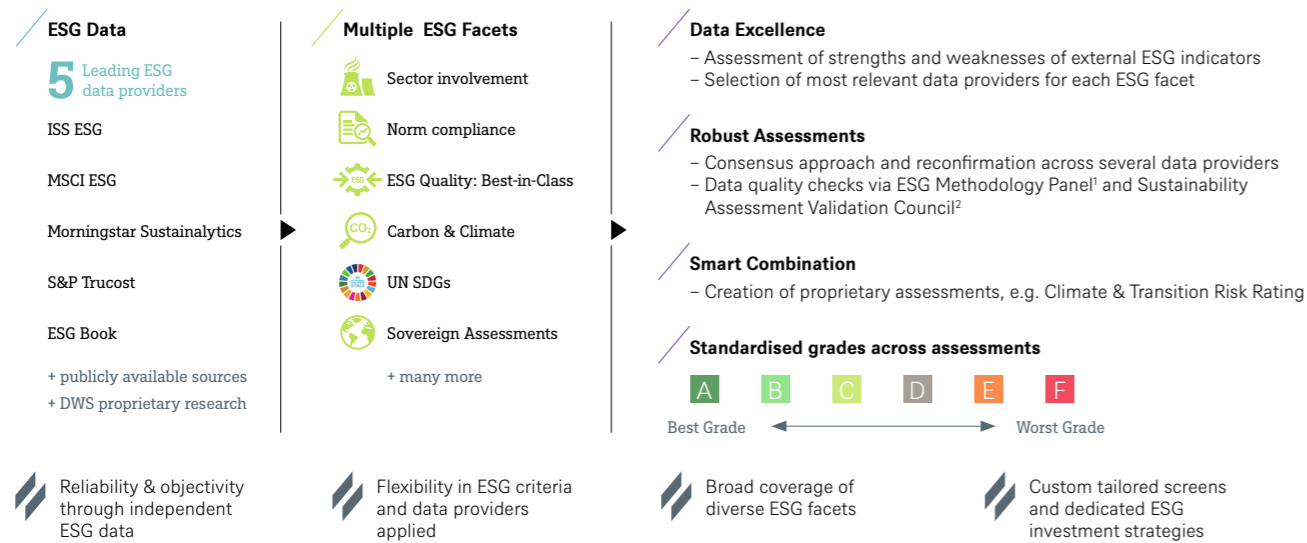 ESG Data
5 Leading ESG
data providers
ISS ESG
MSCI ESG
Morningstar Sustainalytics
S&P Trucost
ESG Book
+ publicly available sources
+ DWS proprietary research
Multiple ESG Facets
Sector involvement
Norm compliance
ESG
ESG Quality: Best-in-Class
CO₂
Carbon & Climate
UN SDGs
Sovereign Assessments
+ many more
Data Excellence
– Assessment of strengths and weaknesses of external ESG indicators
– Selection of most relevant data providers for each ESG facet
Robust Assessments
– Consensus approach and reconfirmation across several data providers
– Data quality checks via ESG Methodology Panel¹ and Sustainability
Assessment Validation Council²
Smart Combination
– Creation of proprietary assessments, e.g. Climate & Transition Risk Rating
Standardised grades across assessments
A B C D E F
Best Grade Worst Grade
Reliability & objectivity
through independent
ESG data
Flexibility in ESG criteria
and data providers
applied
Broad coverage of
diverse ESG facets
Custom tailored screens
and dedicated ESG
investment strategies